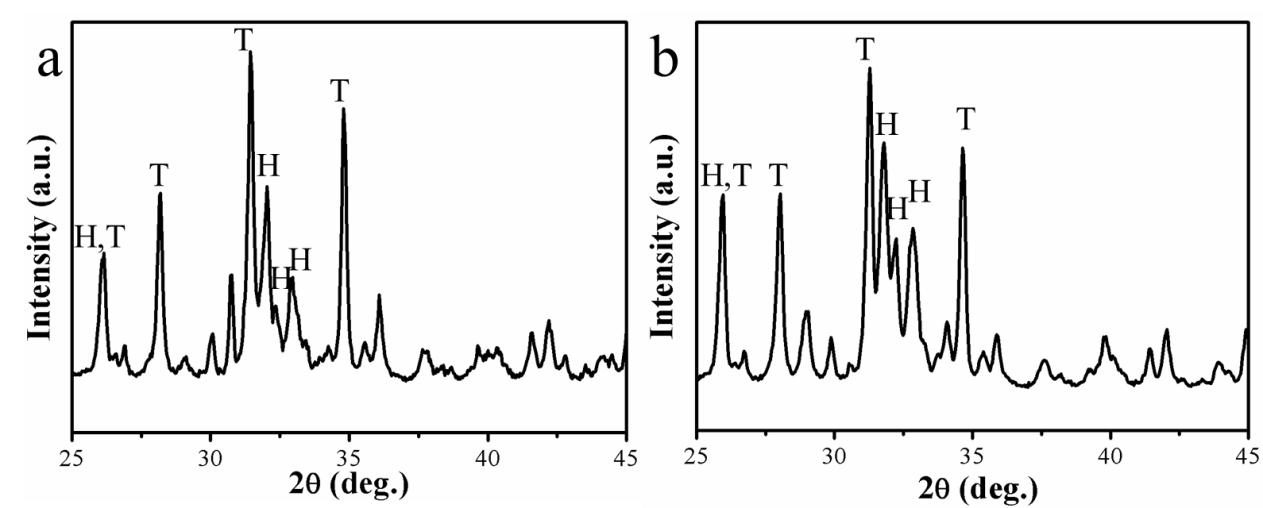 a
T
T
T
H
H,T
H
H
Intensity (a.u.)
25
30
35
40
45
2θ (deg.)
b
T
H
T
H,T
T
H
H
Intensity (a.u.)
25
30
35
40
45
2θ (deg.)